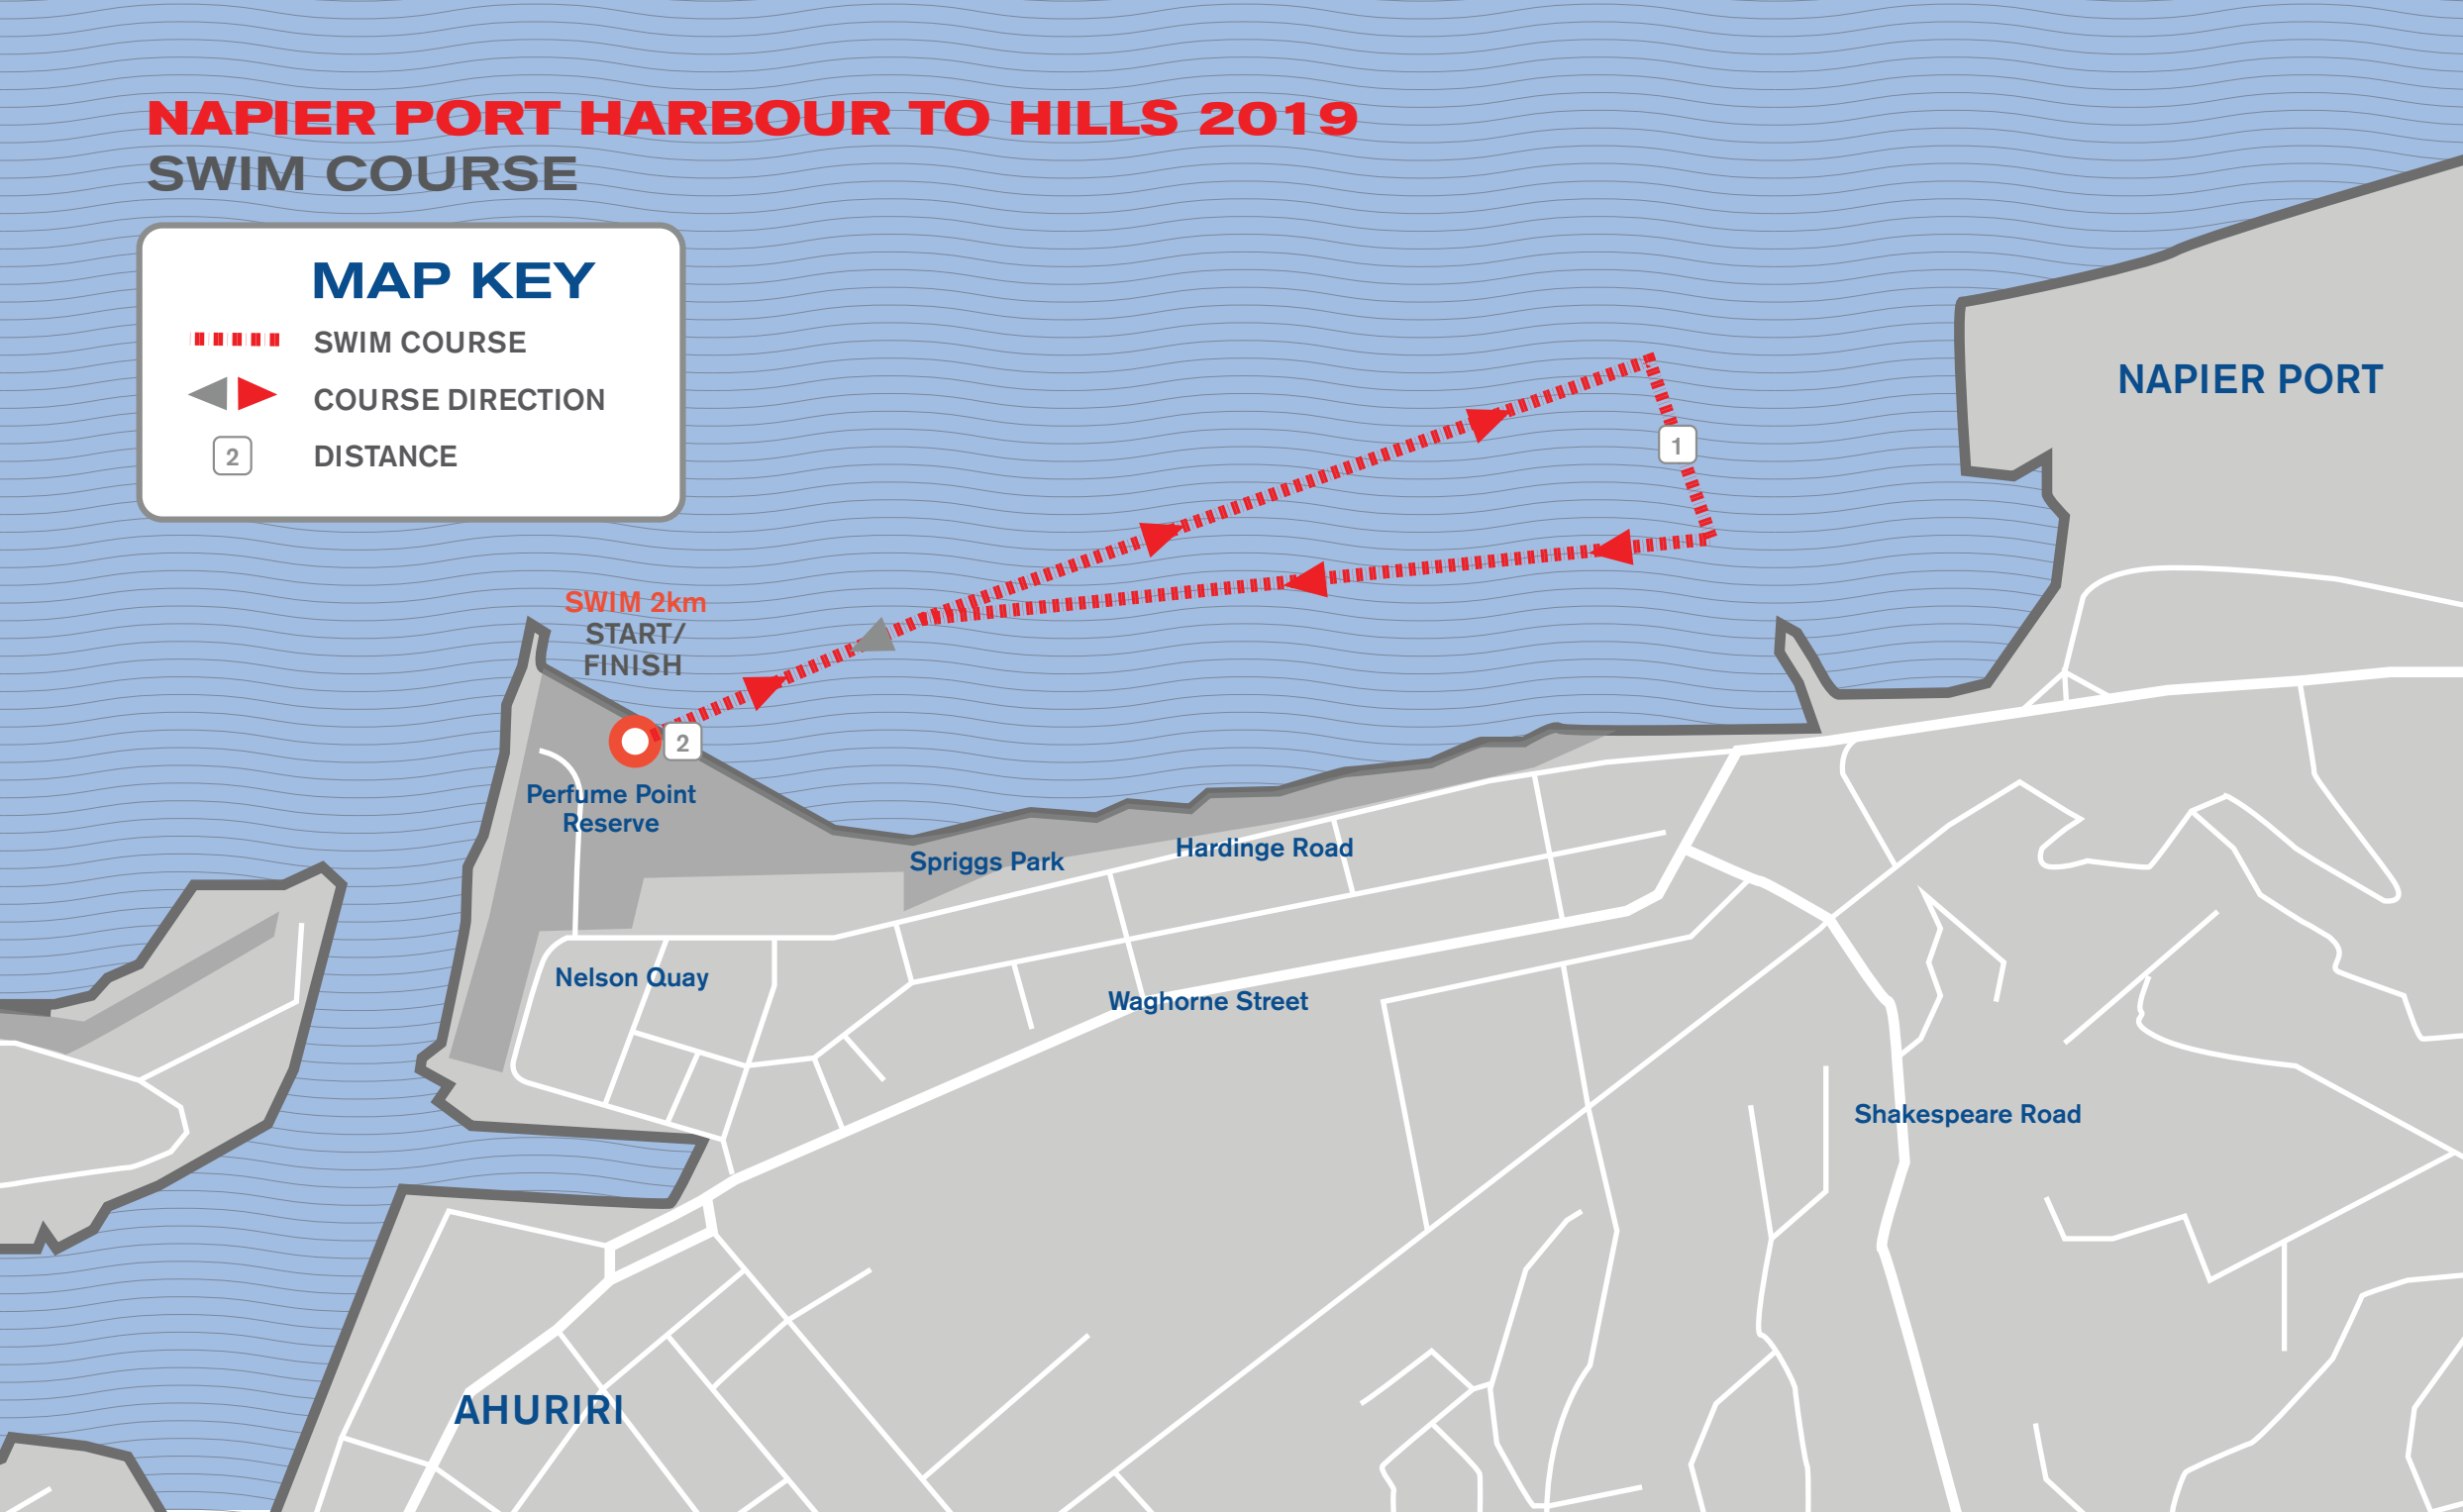 NAPIER PORT HARBOUR TO HILLS 2019
SWIM COURSE
MAP KEY
SWIM COURSE
COURSE DIRECTION
2
DISTANCE
NAPIER PORT
1
SWIM 2km
START/
FINISH
2
Perfume Point
Reserve
Spriggs Park
Hardinge Road
Nelson Quay
Waghorne Street
Shakespeare Road
AHURIRI